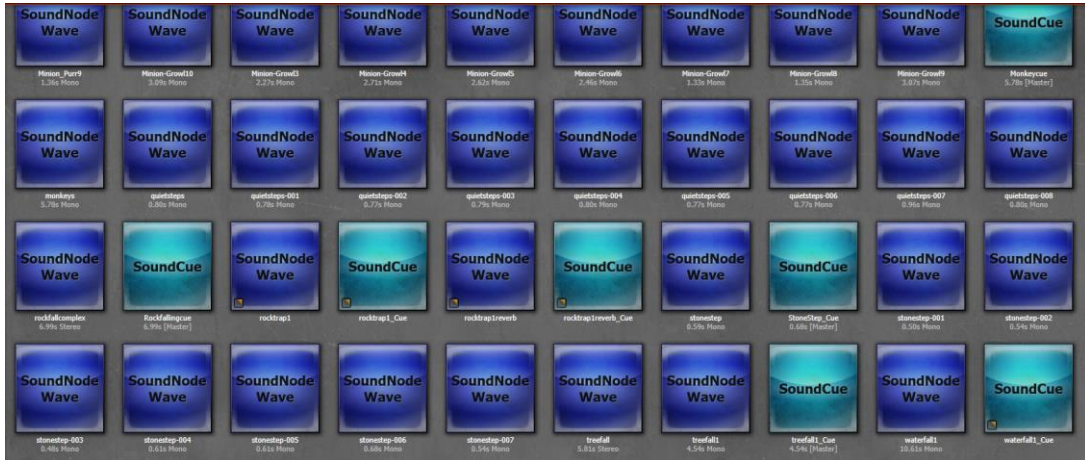 SoundNode SoundNode SoundNode SoundNode SoundNode SoundNode SoundNode SoundNode SoundNode SoundCue
Wave Wave Wave Wave Wave Wave Wave Wave Wave
Minion_Purr9 Minion-Growl10 Minion-Growl3 Minion-Growl4 Minion-Growl5 Minion-Growl6 Minion-Growl7 Minion-Growl8 Minion-Growl9 Monkeycue
1.36s Mono 3.09s Mono 2.27s Mono 2.71s Mono 2.62s Mono 2.46s Mono 1.33s Mono 1.35s Mono 3.07s Mono 5.78s [Master]
SoundNode SoundNode SoundNode SoundNode SoundNode SoundNode SoundNode SoundNode SoundNode SoundNode
Wave Wave Wave Wave Wave Wave Wave Wave Wave Wave
monkeys quietsteps quietsteps-001 quietsteps-002 quietsteps-003 quietsteps-004 quietsteps-005 quietsteps-006 quietsteps-007 quietsteps-008
5.78s Mono 0.80s Mono 0.78s Mono 0.77s Mono 0.79s Mono 0.80s Mono 0.77s Mono 0.77s Mono 0.96s Mono 0.80s Mono
SoundNode SoundCue SoundNode SoundCue SoundNode SoundCue SoundNode SoundCue SoundNode SoundNode
Wave Wave Wave Wave Wave Wave
rockfallcomplex Rockfallingcue rocktrap1 rocktrap1_Cue rocktrap1reverb rocktrap1reverb_Cue stonestep StoneStep_Cue stonestep-001 stonestep-002
6.99s Stereo 6.99s [Master] 0.59s Mono 0.68s [Master] 0.50s Mono 0.54s Mono
SoundNode SoundNode SoundNode SoundNode SoundNode SoundNode SoundNode SoundCue SoundNode SoundCue
Wave Wave Wave Wave Wave Wave Wave Wave
stonestep-003 stonestep-004 stonestep-005 stonestep-006 stonestep-007 treefall treefall1 treefall1_Cue waterfall1 waterfall1_Cue
0.48s Mono 0.61s Mono 0.61s Mono 0.68s Mono 0.54s Mono 5.81s Stereo 4.54s Mono 4.54s [Master] 10.61s Mono